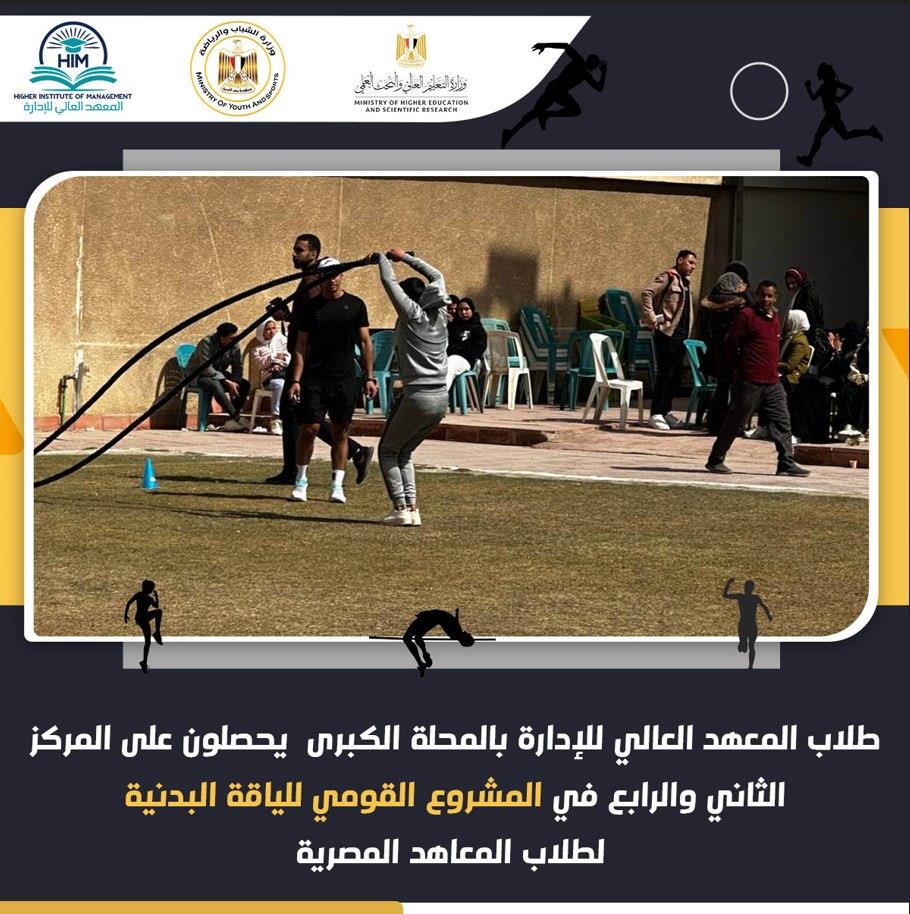 HIM
HIGHER INSTITUTE OF MANAGEMENT
المعهد العالي للإدارة
وزارة الشباب والرياضة
MINISTRY OF YOUTH AND SPORTS
وزارة التعليم العالي والبحث العلمي
MINISTRY OF HIGHER EDUCATION
AND SCIENTIFIC RESEARCH
طلاب المعهد العالي للإدارة بالمحلة الكبرى يحصلون على المركز
الثاني والرابع في المشروع القومي للياقة البدنية
لطلاب المعاهد المصرية